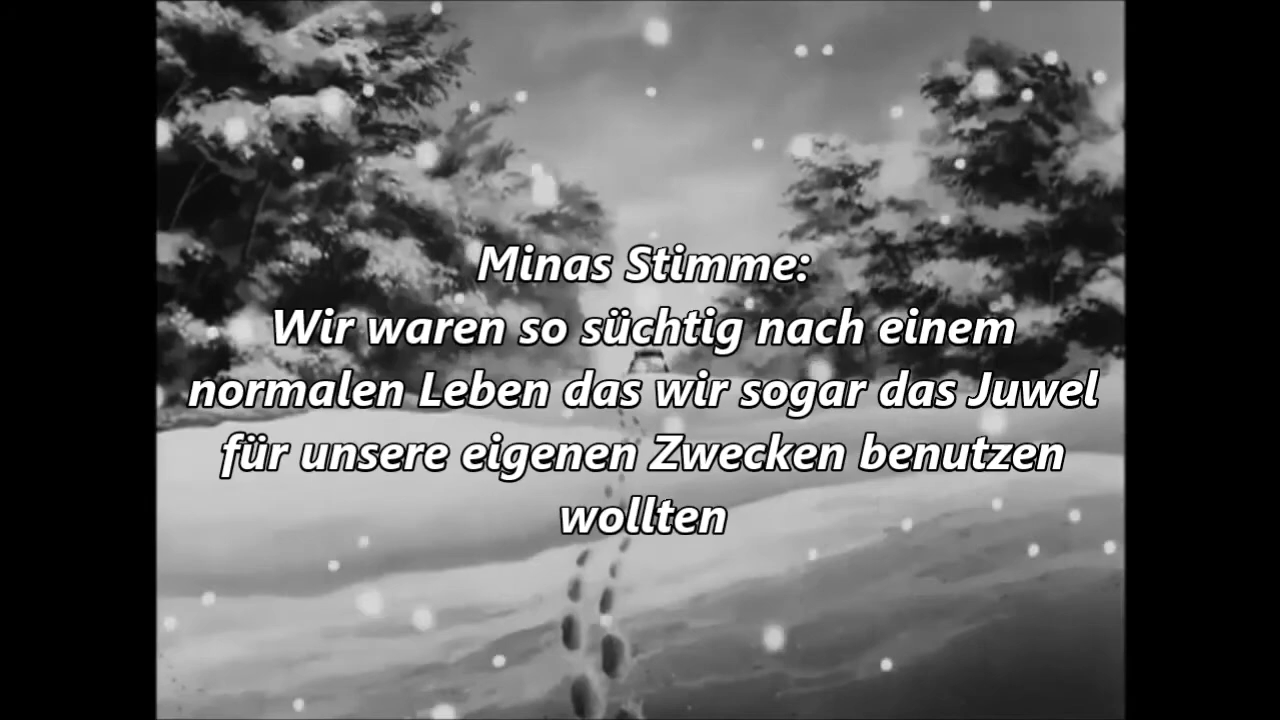 Minas Stimme:
Wir waren so süchtig nach einem
normalen Leben das wir sogar das Juwel
für unsere eigenen Zwecken benutzen
wollten